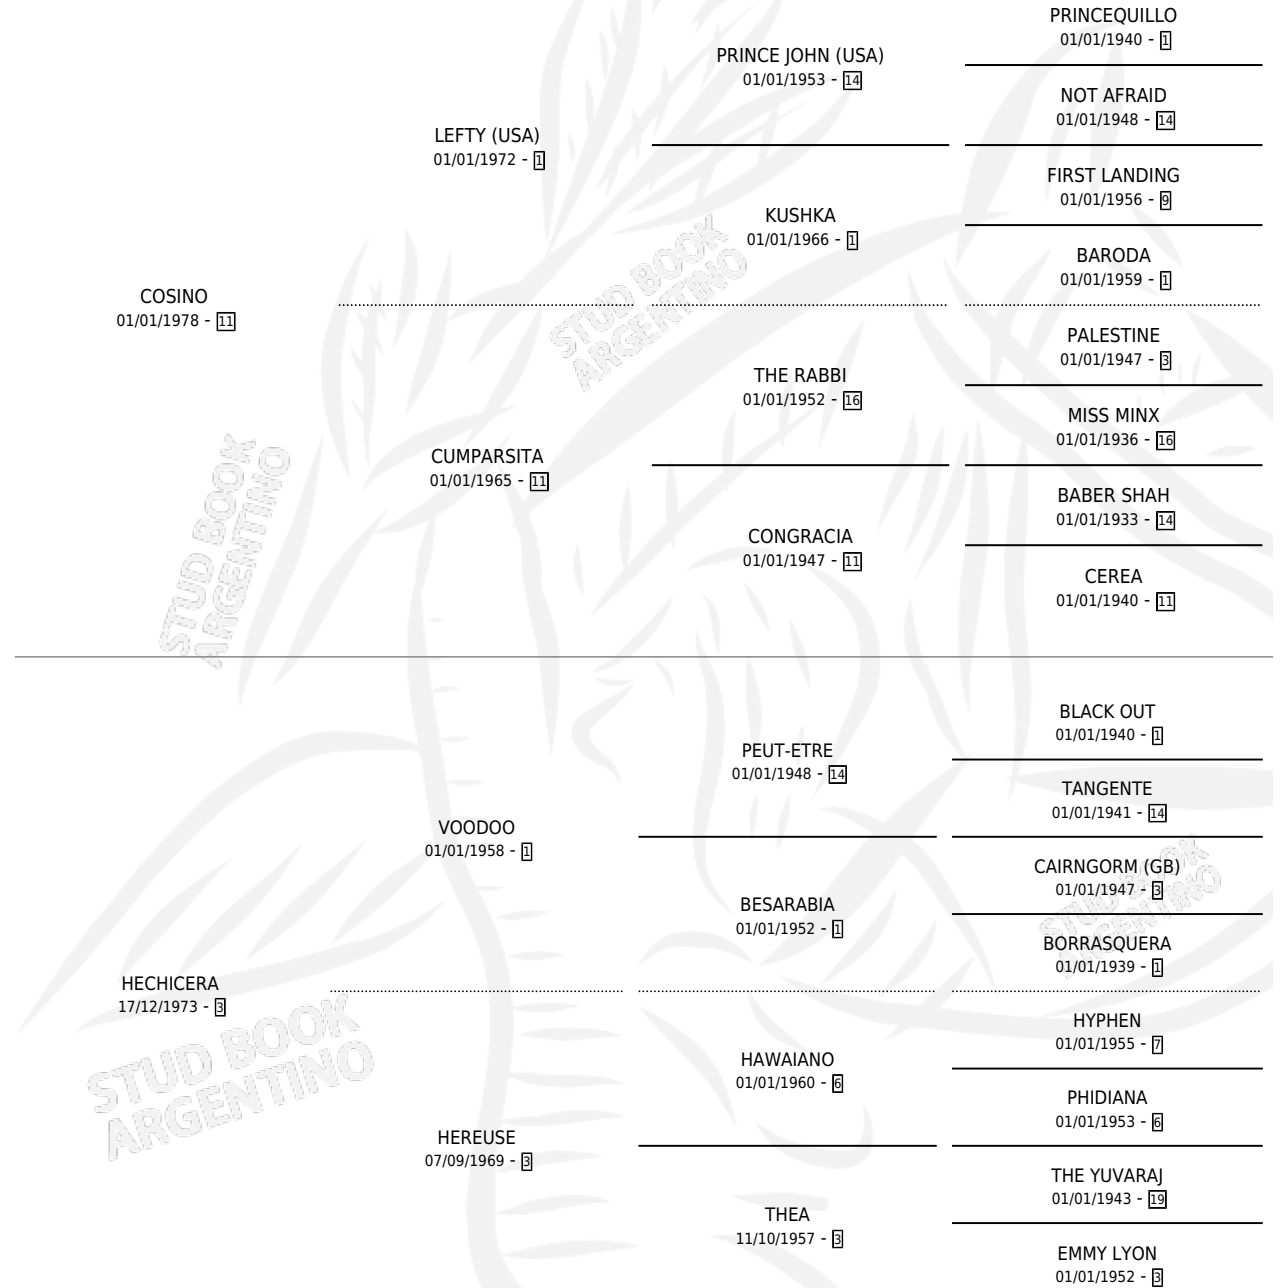 PRINCEQUILLO
01/01/1940 - 1
PRINCE JOHN (USA)
01/01/1953 - 14
NOT AFRAID
01/01/1948 - 14
LEFTY (USA)
01/01/1972 - 1
FIRST LANDING
01/01/1956 - 9
KUSHKA
01/01/1966 - 1
BARODA
01/01/1959 - 1
COSINO
01/01/1978 - 11
STUD BOOK
ARGENTINO
PALESTINE
01/01/1947 - 3
THE RABBI
01/01/1952 - 16
MISS MINX
01/01/1936 - 16
CUMPARSITA
01/01/1965 - 11
BABER SHAH
01/01/1933 - 14
CONGRACIA
01/01/1947 - 11
CEREA
01/01/1940 - 11
STUD BOOK
ARGENTINO
BLACK OUT
01/01/1940 - 1
PEUT-ETRE
01/01/1948 - 14
TANGENTE
01/01/1941 - 14
VOODOO
01/01/1958 - 1
CAIRNGORM (GB)
01/01/1947 - 3
BESARABIA
01/01/1952 - 1
STUD BOOK
ARGENTINO
BORRASQUERA
01/01/1939 - 1
HECHICERA
17/12/1973 - 3
HYPHEN
01/01/1955 - 7
HAWAIANO
01/01/1960 - 6
STUD BOOK
ARGENTINO
PHIDIANA
01/01/1953 - 6
HEREUSE
07/09/1969 - 3
THE YUVARAJ
01/01/1943 - 19
THEA
11/10/1957 - 3
EMMY LYON
01/01/1952 - 3